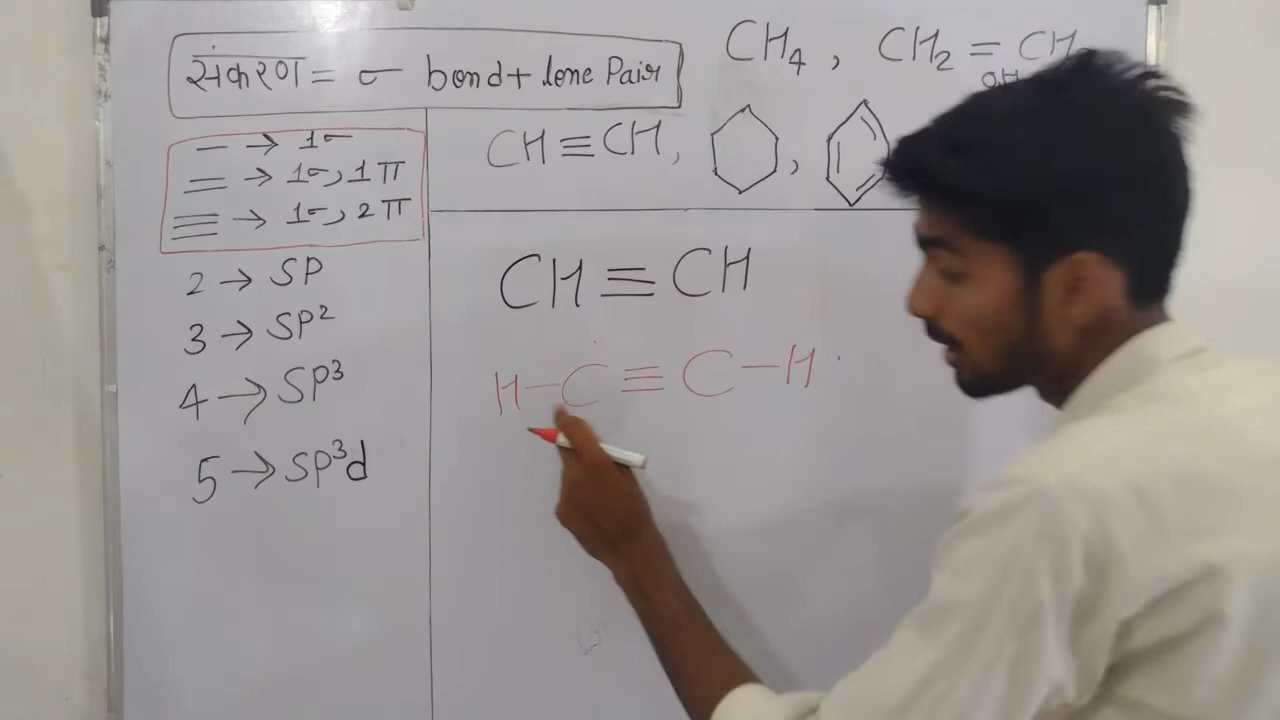 संकरण = σ bond + lone Pair
CH4, CH2 = CH
CH ≡ CH,
— → 1σ
= → 1σ, 1π
≡ → 1σ, 2π
2 → SP
3 → SP²
4 → SP³
5 → SP³d
CH ≡ CH
H — C ≡ C — H